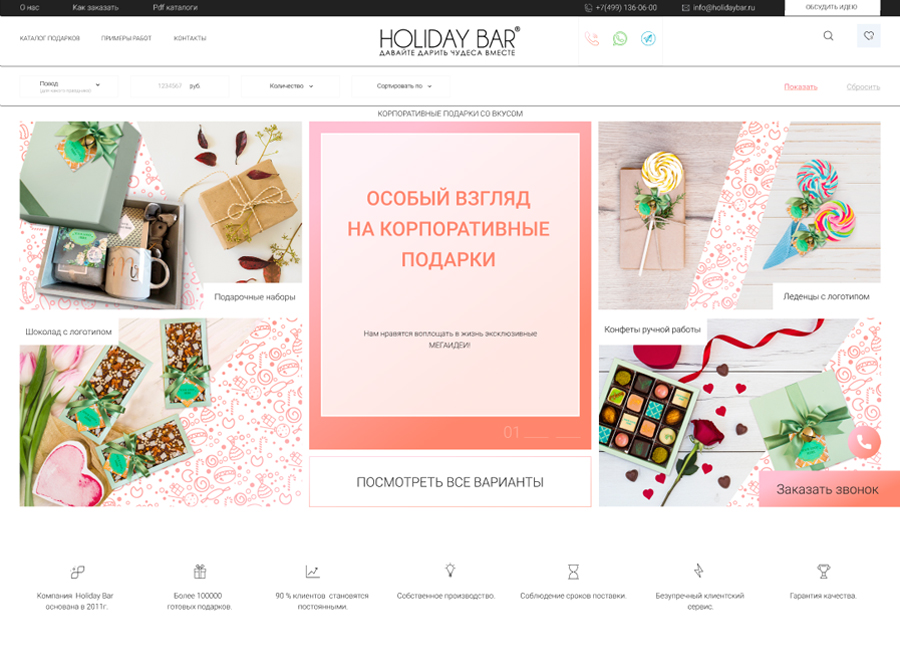 О нас
Как заказать
Pdf каталоги
+7(499) 136-06-00
info@holidaybar.ru
ОБСУДИТЬ ИДЕЮ
КАТАЛОГ ПОДАРКОВ
ПРИМЕРЫ РАБОТ
КОНТАКТЫ
HOLIDAY BAR®
ДАВАЙТЕ ДАРИТЬ ЧУДЕСА ВМЕСТЕ
Повод
1234567 руб
Количество
Сортировать по
Показать
Сбросить
КОРПОРАТИВНЫЕ ПОДАРКИ СО ВКУСОМ
ОСОБЫЙ ВЗГЛЯД
НА КОРПОРАТИВНЫЕ
ПОДАРКИ
Нам нравятся воплощать в жизнь эксклюзивные
МЕГАИДЕИ!
01
Подарочные наборы
Леденцы с логотипом
Шоколад с логотипом
Конфеты ручной работы
ПОСМОТРЕТЬ ВСЕ ВАРИАНТЫ
Заказать звонок
Компания Holiday Bar
основана в 2011г.
Более 100000
готовых подарков.
90 % клиентов становятся
постоянными.
Собственное производство.
Соблюдение сроков поставки.
Безупречный клиентский
сервис.
Гарантия качества.